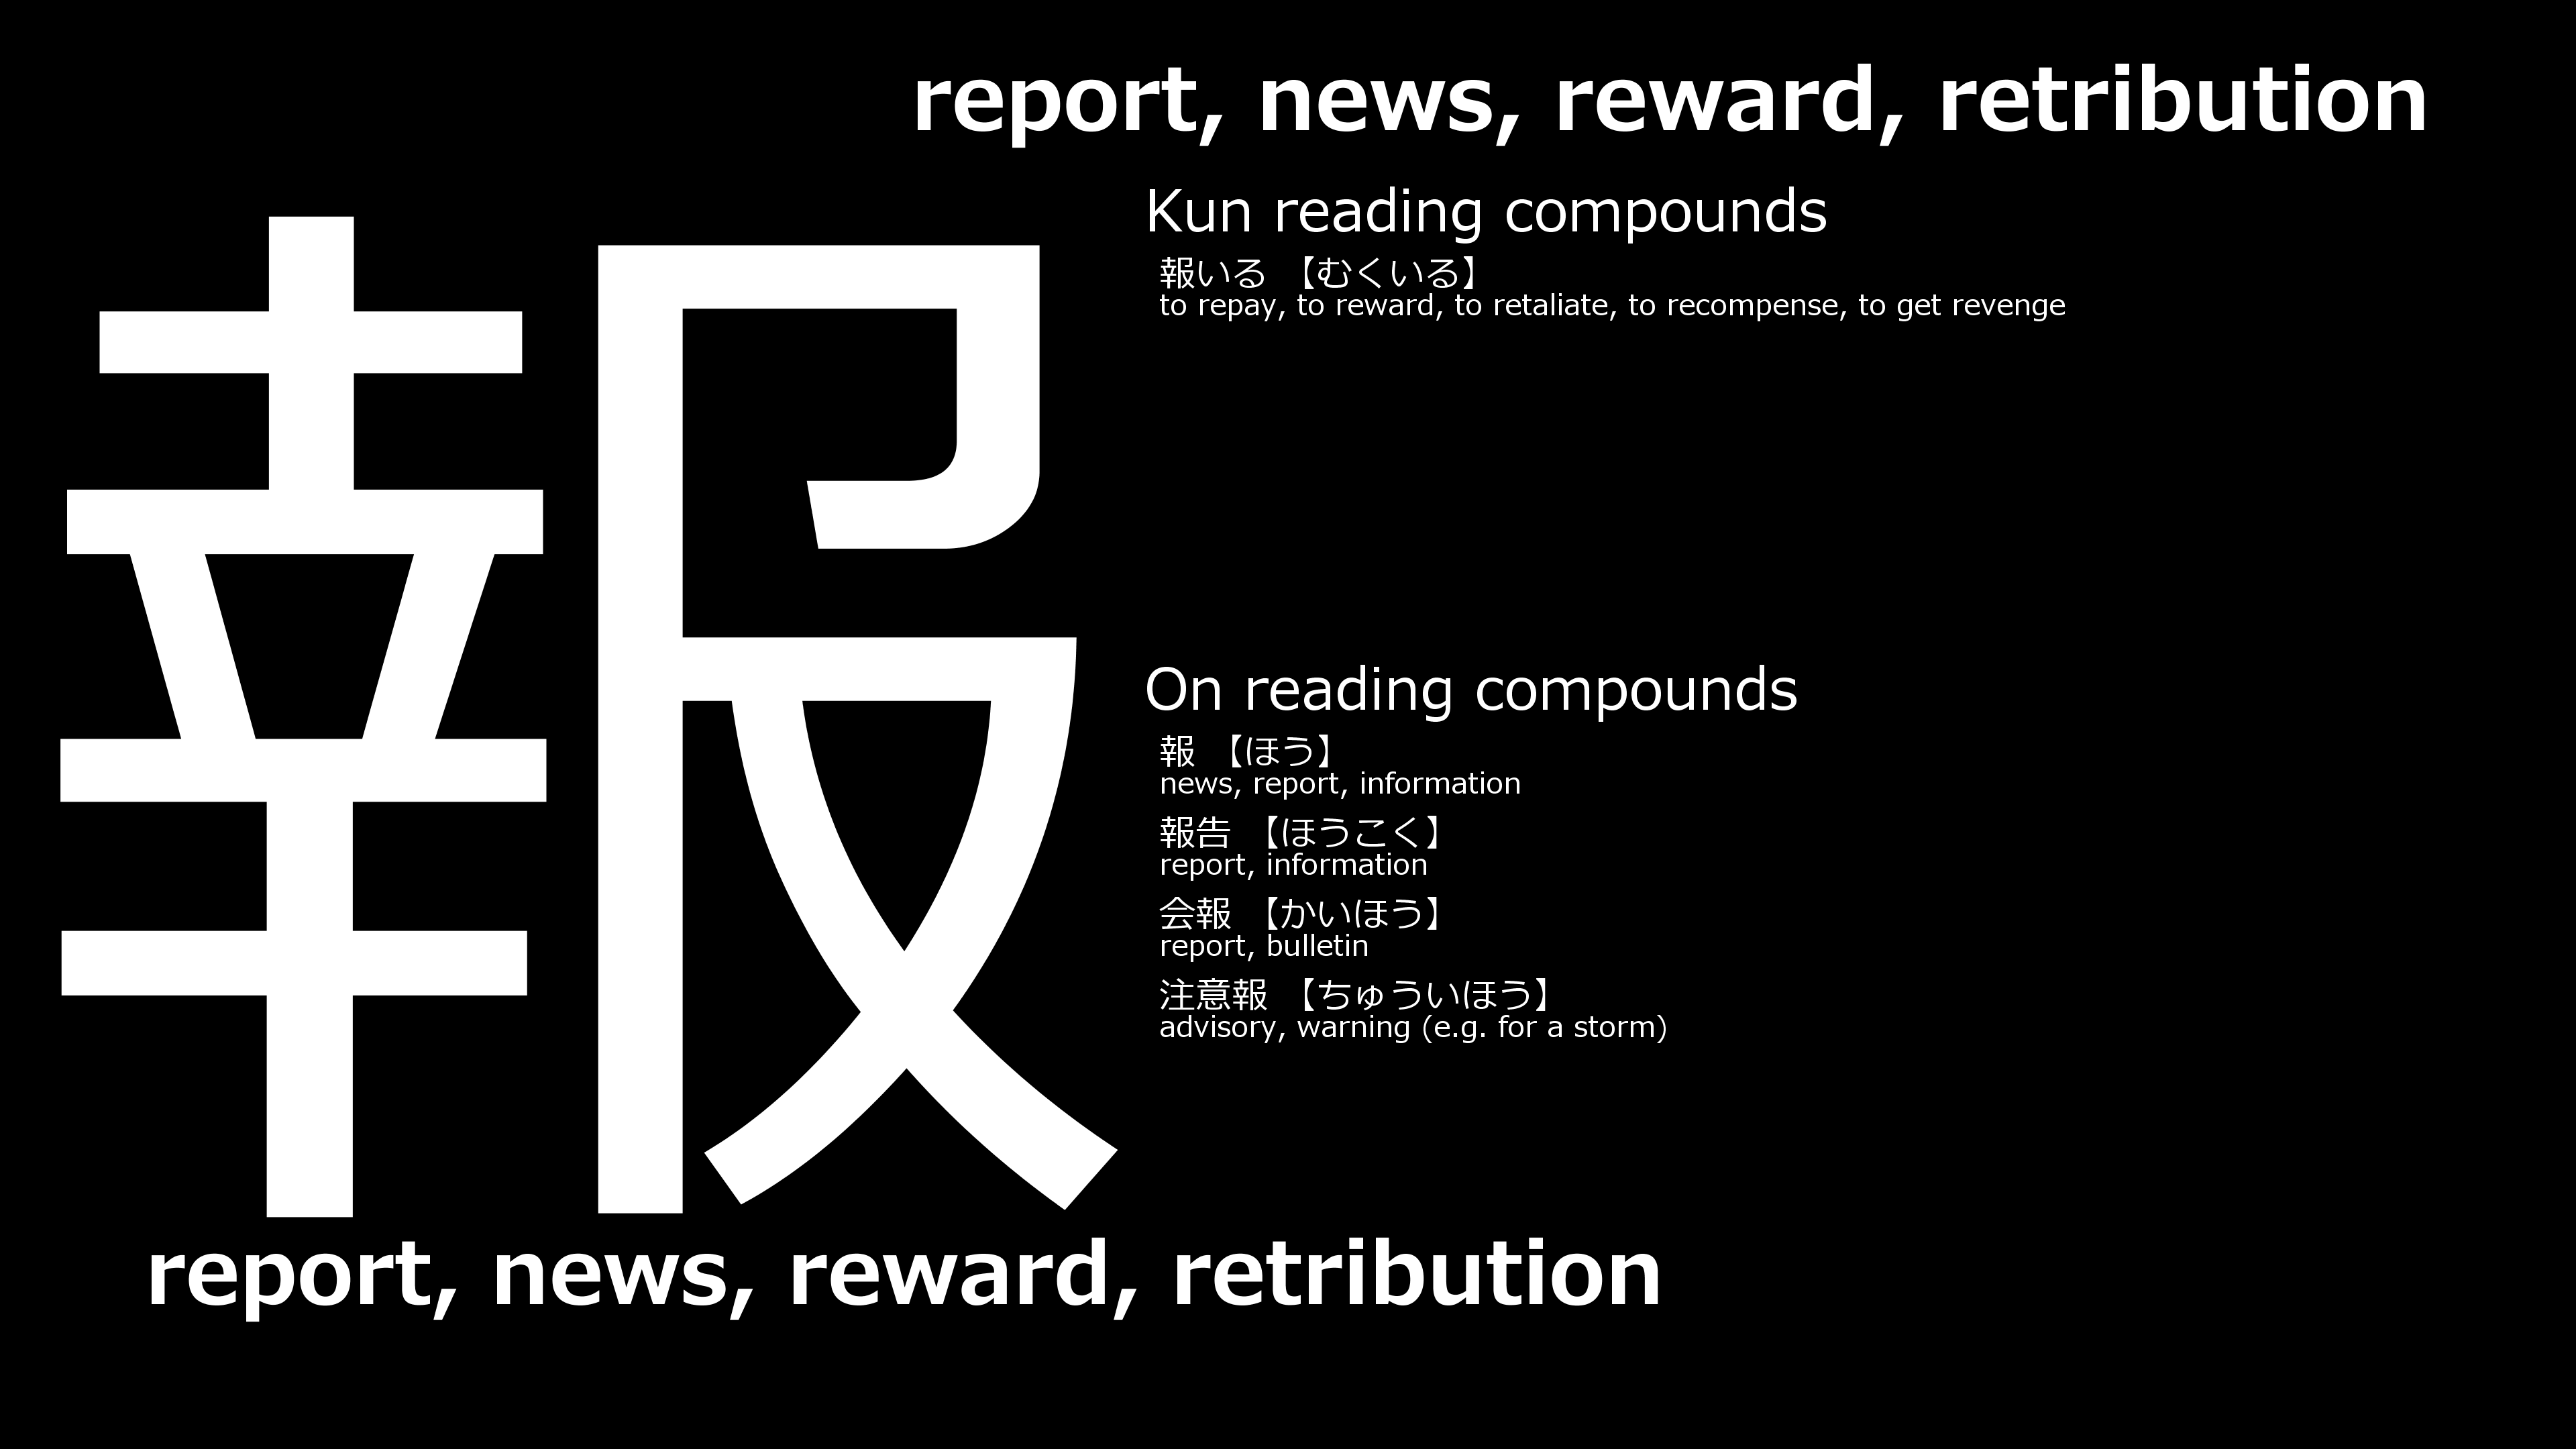 report, news, reward, retribution
報
Kun reading compounds
報いる 【むくいる】
to repay, to reward, to retaliate, to recompense, to get revenge
On reading compounds
報 【ほう】
news, report, information
報告 【ほうこく】
report, information
会報 【かいほう】
report, bulletin
注意報 【ちゅういほう】
advisory, warning (e.g. for a storm)
report, news, reward, retribution